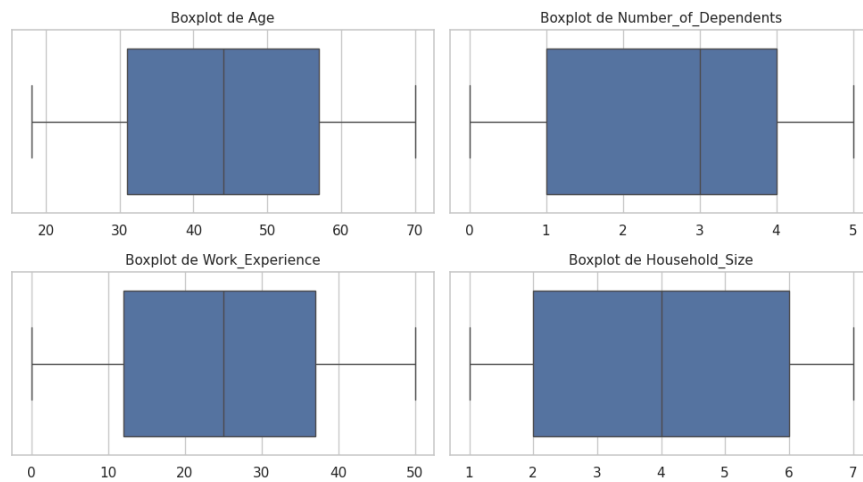 Boxplot de Age
20 30 40 50 60 70
Boxplot de Number_of_Dependents
0 1 2 3 4 5
Boxplot de Work_Experience
0 10 20 30 40 50
Boxplot de Household_Size
1 2 3 4 5 6 7